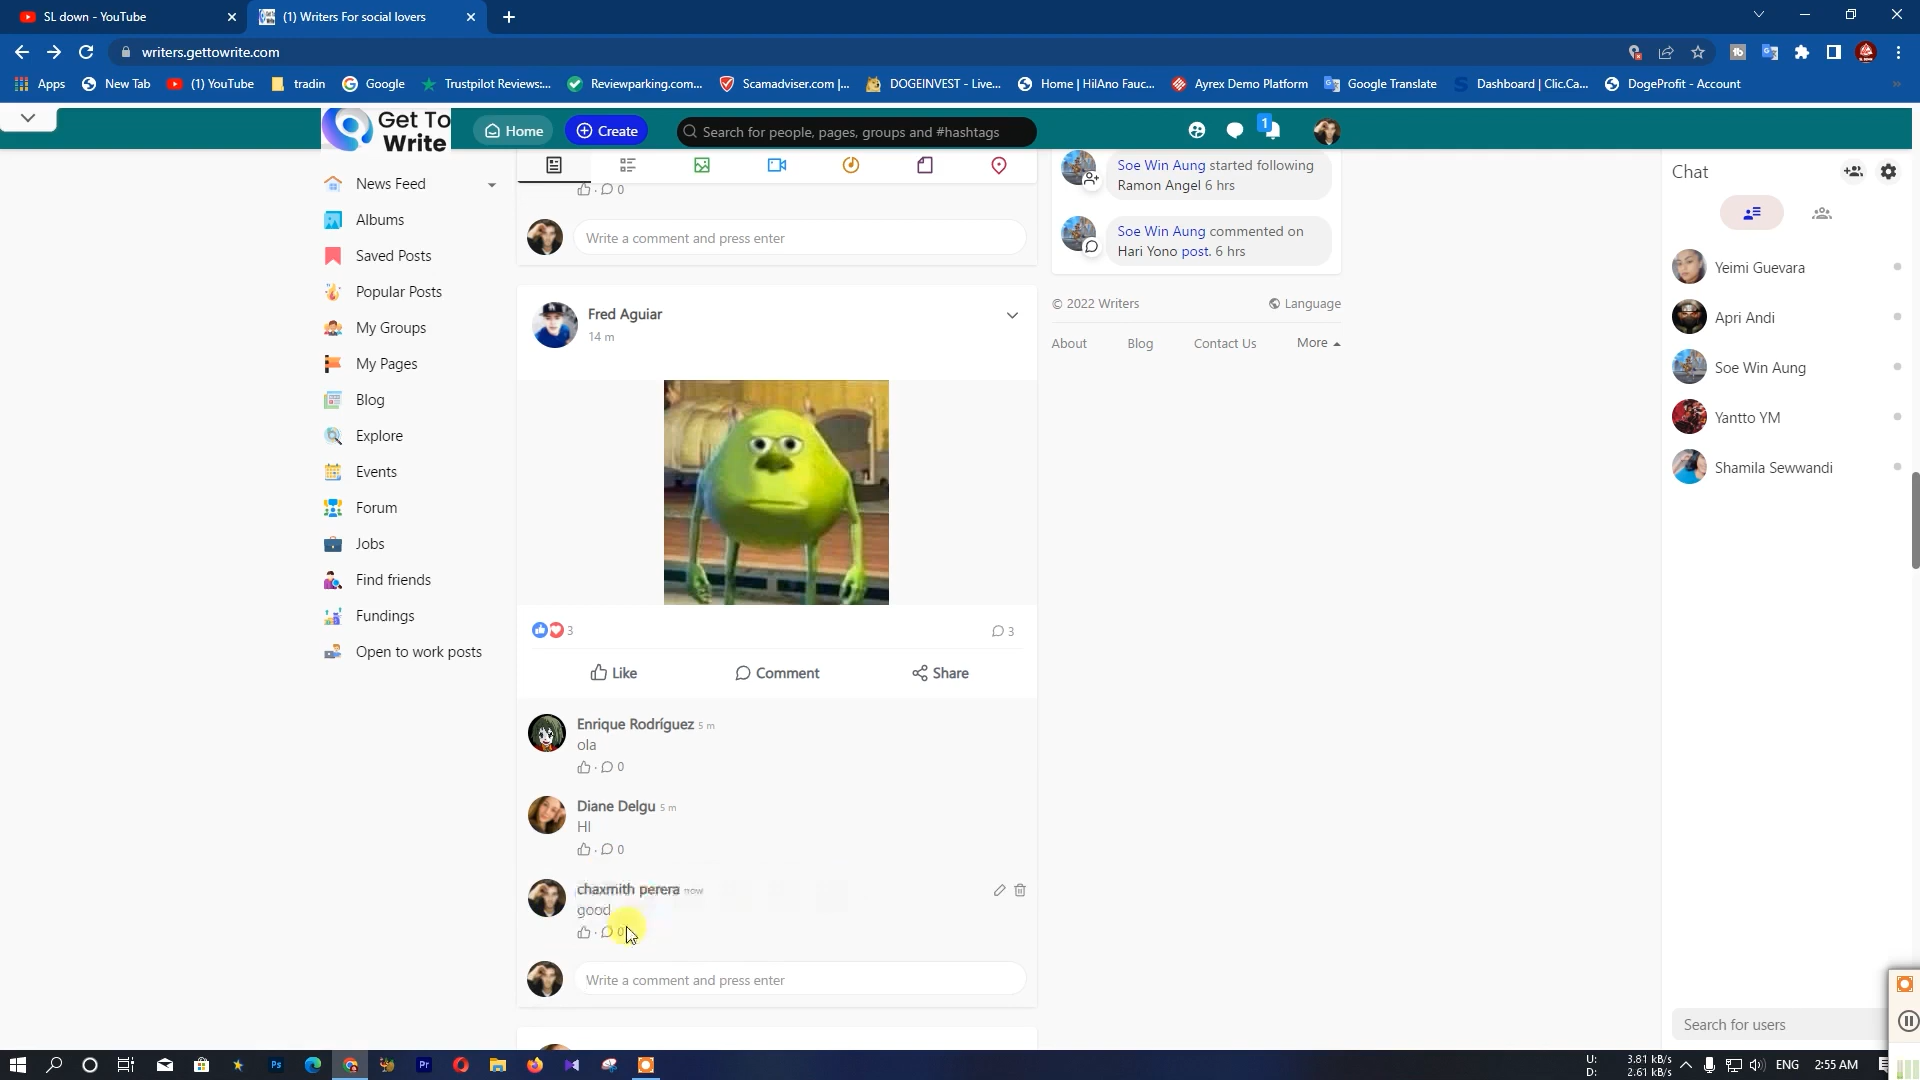 SL down - YouTube
(1) Writers For social lovers
writers.gettowrite.com
Apps
New Tab
(1) YouTube
tradin
Google
Trustpilot Reviews:...
Reviewparking.com...
Scamadviser.com |...
DOGEINVEST - Live...
Home | HilAno Fauc...
Ayrex Demo Platform
Google Translate
Dashboard | Clic.Ca...
DogeProfit - Account
Get To
Write
Home
Create
Search for people, pages, groups and #hashtags
1
News Feed
Albums
Saved Posts
Popular Posts
My Groups
My Pages
Blog
Explore
Events
Forum
Jobs
Find friends
Fundings
Open to work posts
0
Write a comment and press enter
Fred Aguiar
14 m
3
3
Like
Comment
Share
Enrique Rodríguez 5 m
ola
0
Diane Delgu 5 m
HI
0
chaxmith perera now
good
0
Write a comment and press enter
Soe Win Aung started following
Ramon Angel 6 hrs
Soe Win Aung commented on
Hari Yono post. 6 hrs
© 2022 Writers
Language
About
Blog
Contact Us
More
Chat
Yeimi Guevara
Apri Andi
Soe Win Aung
Yantto YM
Shamila Sewwandi
Search for users
Ps
Pr
U: 3.81 kB/s
D: 2.61 kB/s
ENG
2:55 AM